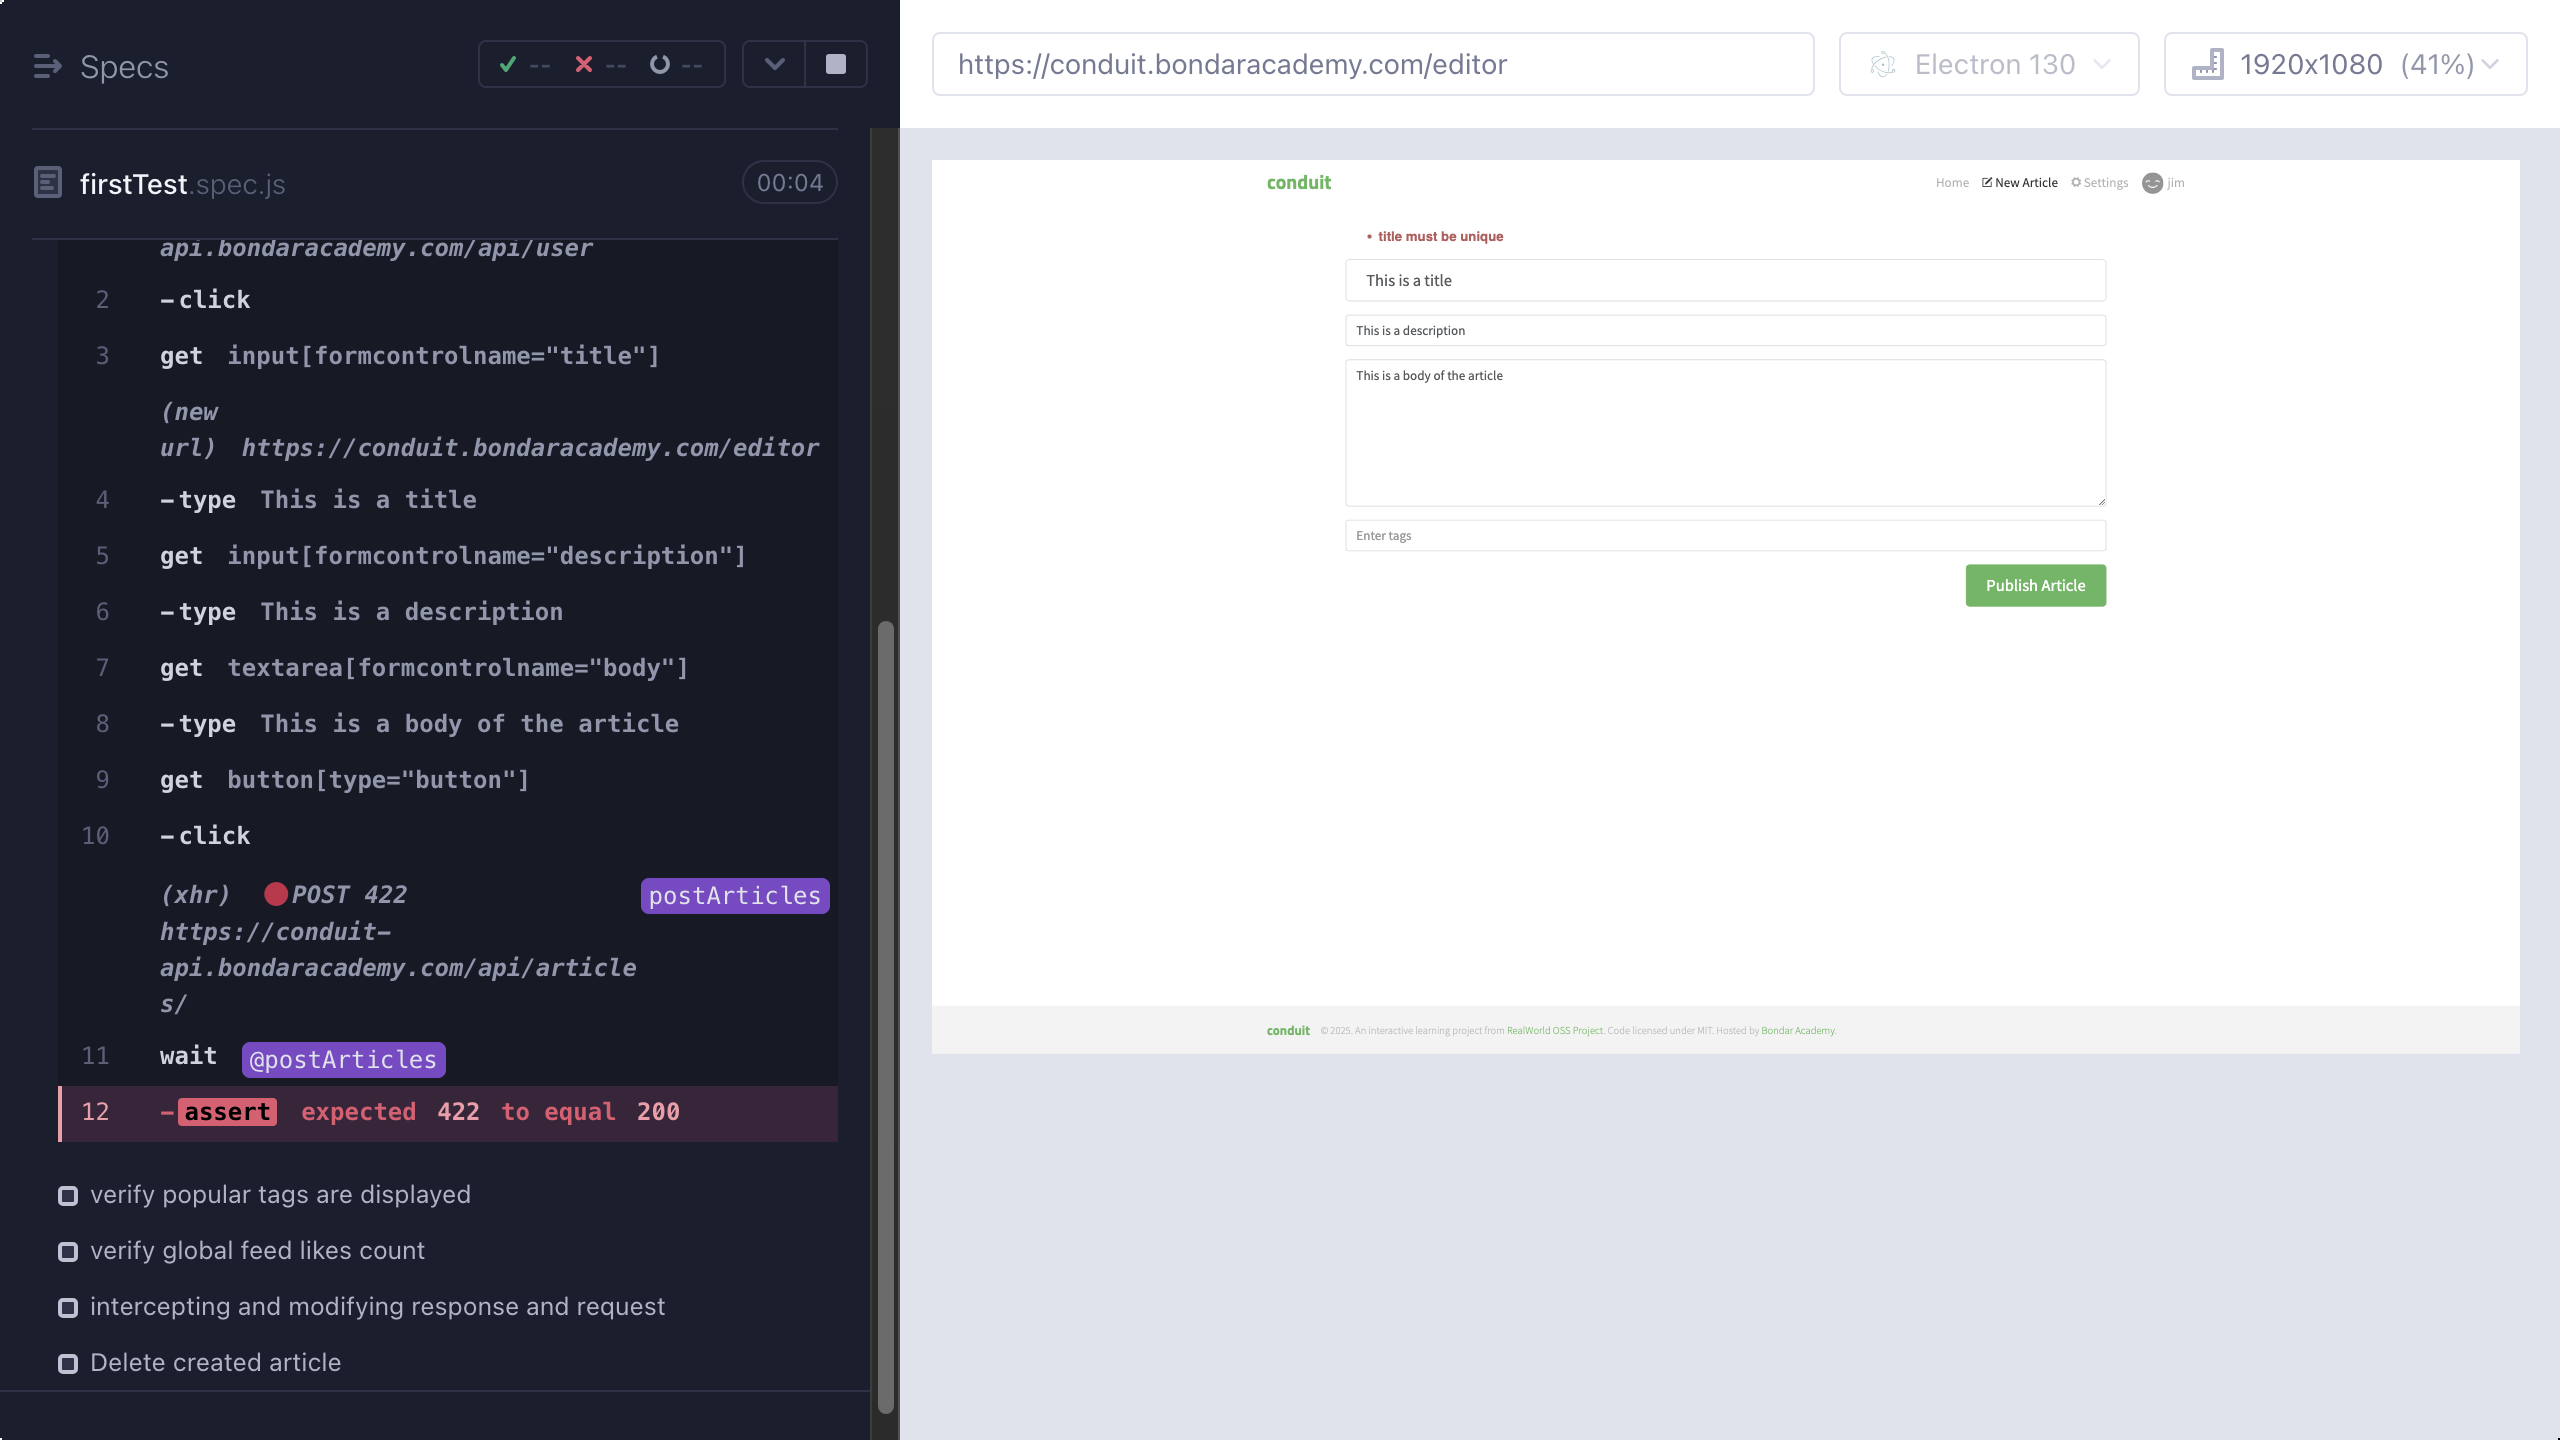 Specs
--
--
--
firstTest.spec.js
00:04
api.bondaracademy.com/api/user
2 -click
3 get input[formcontrolname="title"]
(new
url) https://conduit.bondaracademy.com/editor
4 -type This is a title
5 get input[formcontrolname="description"]
6 -type This is a description
7 get textarea[formcontrolname="body"]
8 -type This is a body of the article
9 get button[type="button"]
10 -click
(xhr) POST 422 postArticles
https://conduit-
api.bondaracademy.com/api/article
s/
11 wait @postArticles
12 -assert expected 422 to equal 200
verify popular tags are displayed
verify global feed likes count
intercepting and modifying response and request
Delete created article
https://conduit.bondaracademy.com/editor
Electron 130
1920x1080 (41%)
conduit
Home New Article Settings jim
• title must be unique
This is a title
This is a description
This is a body of the article
Enter tags
Publish Article
conduit © 2025. An interactive learning project from RealWorld OSS Project. Code licensed under MIT. Hosted by Bondar Academy.